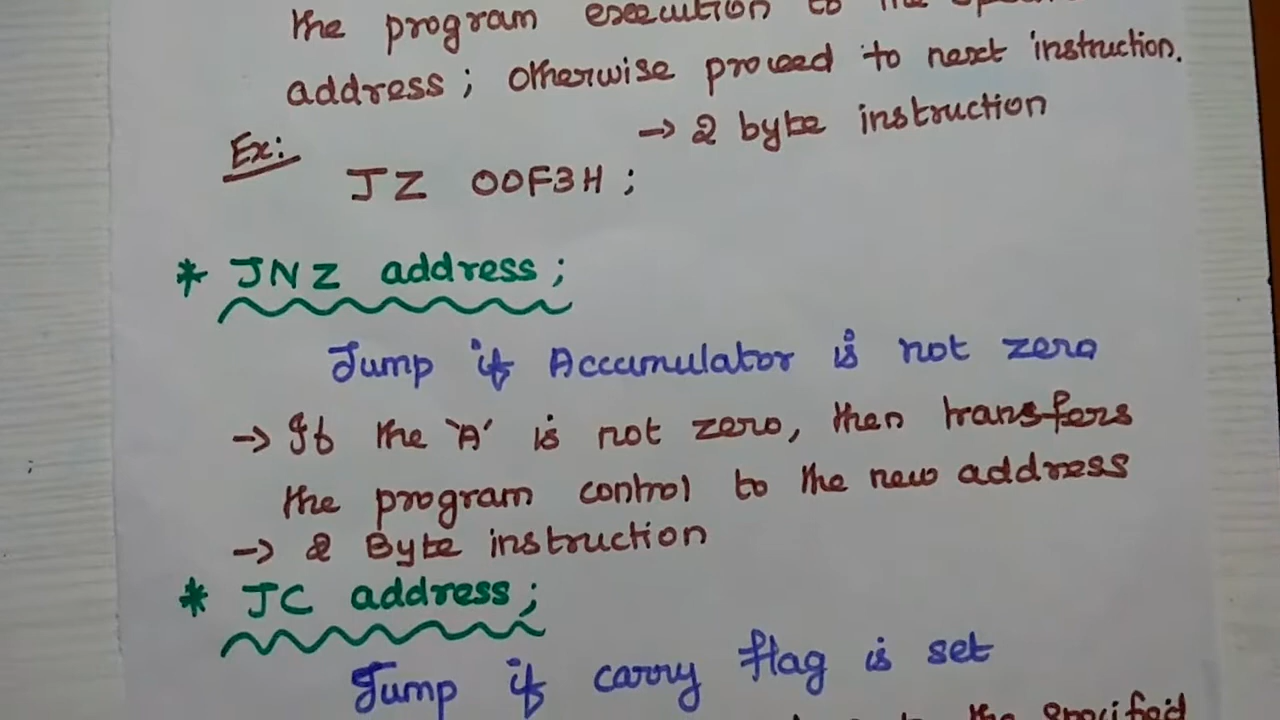 the program execution to the
address; otherwise proceed to next instruction.
→ 2 byte instruction
Ex:
JZ 00F3H;
* JNZ address;
Jump if Accumulator is not zero
→ If the 'A' is not zero, then transfers
the program control to the new address
→ 2 Byte instruction
* JC address;
Jump if carry flag is set
the specified